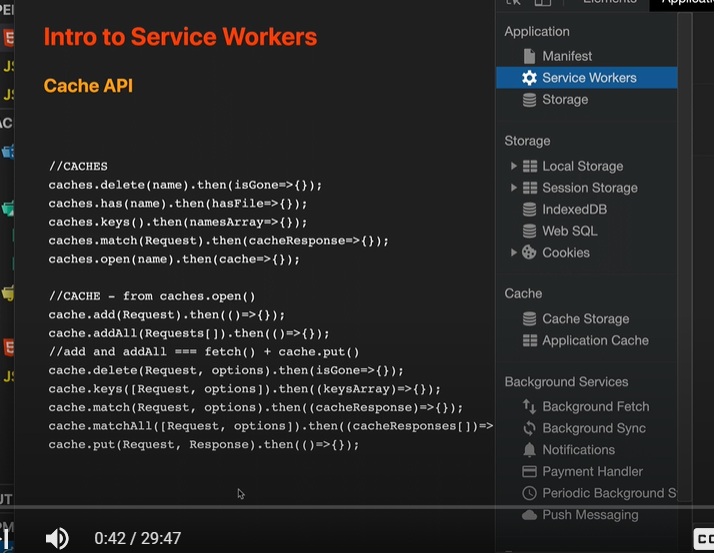 Intro to Service Workers
Cache API
//CACHES
caches.delete(name).then(isGone=>{});
caches.has(name).then(hasFile=>{});
caches.keys().then(namesArray=>{});
caches.match(Request).then(cacheResponse=>{});
caches.open(name).then(cache=>{});
//CACHE - from caches.open()
cache.add(Request).then(()=>{});
cache.addAll(Requests[]).then(()=>{});
//add and addAll === fetch() + cache.put()
cache.delete(Request, options).then(isGone=>{});
cache.keys([Request, options]).then((keysArray)=>{});
cache.match(Request, options).then((cacheResponse)=>{});
cache.matchAll([Request, options]).then((cacheResponses[])=>
cache.put(Request, Response).then(()=>{});
Application
Manifest
Service Workers
Storage
Storage
Local Storage
Session Storage
IndexedDB
Web SQL
Cookies
Cache
Cache Storage
Application Cache
Background Services
Background Fetch
Background Sync
Notifications
Payment Handler
Periodic Background S
Push Messaging
0:42 / 29:47
CC